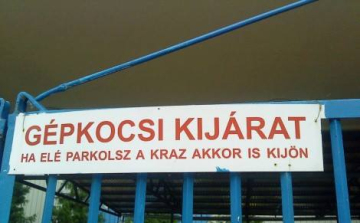 GÉPKOCSI KIJÁRAT
HA ELÉ PARKOLSZ A KRAZ AKKOR IS KIJÖN